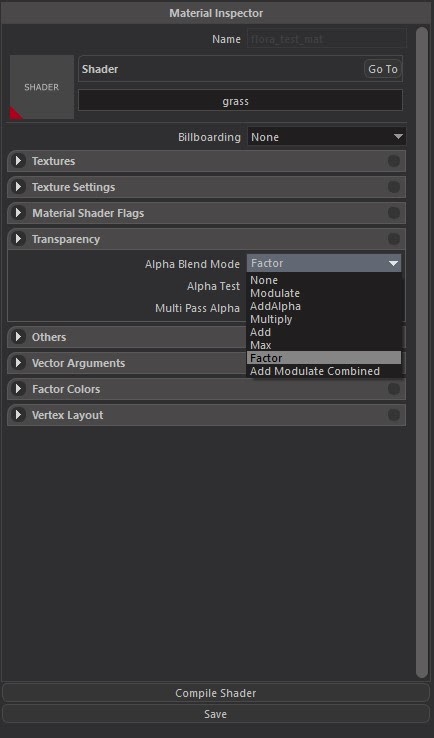 Material Inspector
Name flora_test_mat
SHADER
Shader Go To
grass
Billboarding None
Textures
Texture Settings
Material Shader Flags
Transparency
Alpha Blend Mode Factor
Alpha Test
Multi Pass Alpha
None
Modulate
AddAlpha
Multiply
Add
Max
Factor
Add Modulate Combined
Others
Vector Arguments
Factor Colors
Vertex Layout
Compile Shader
Save